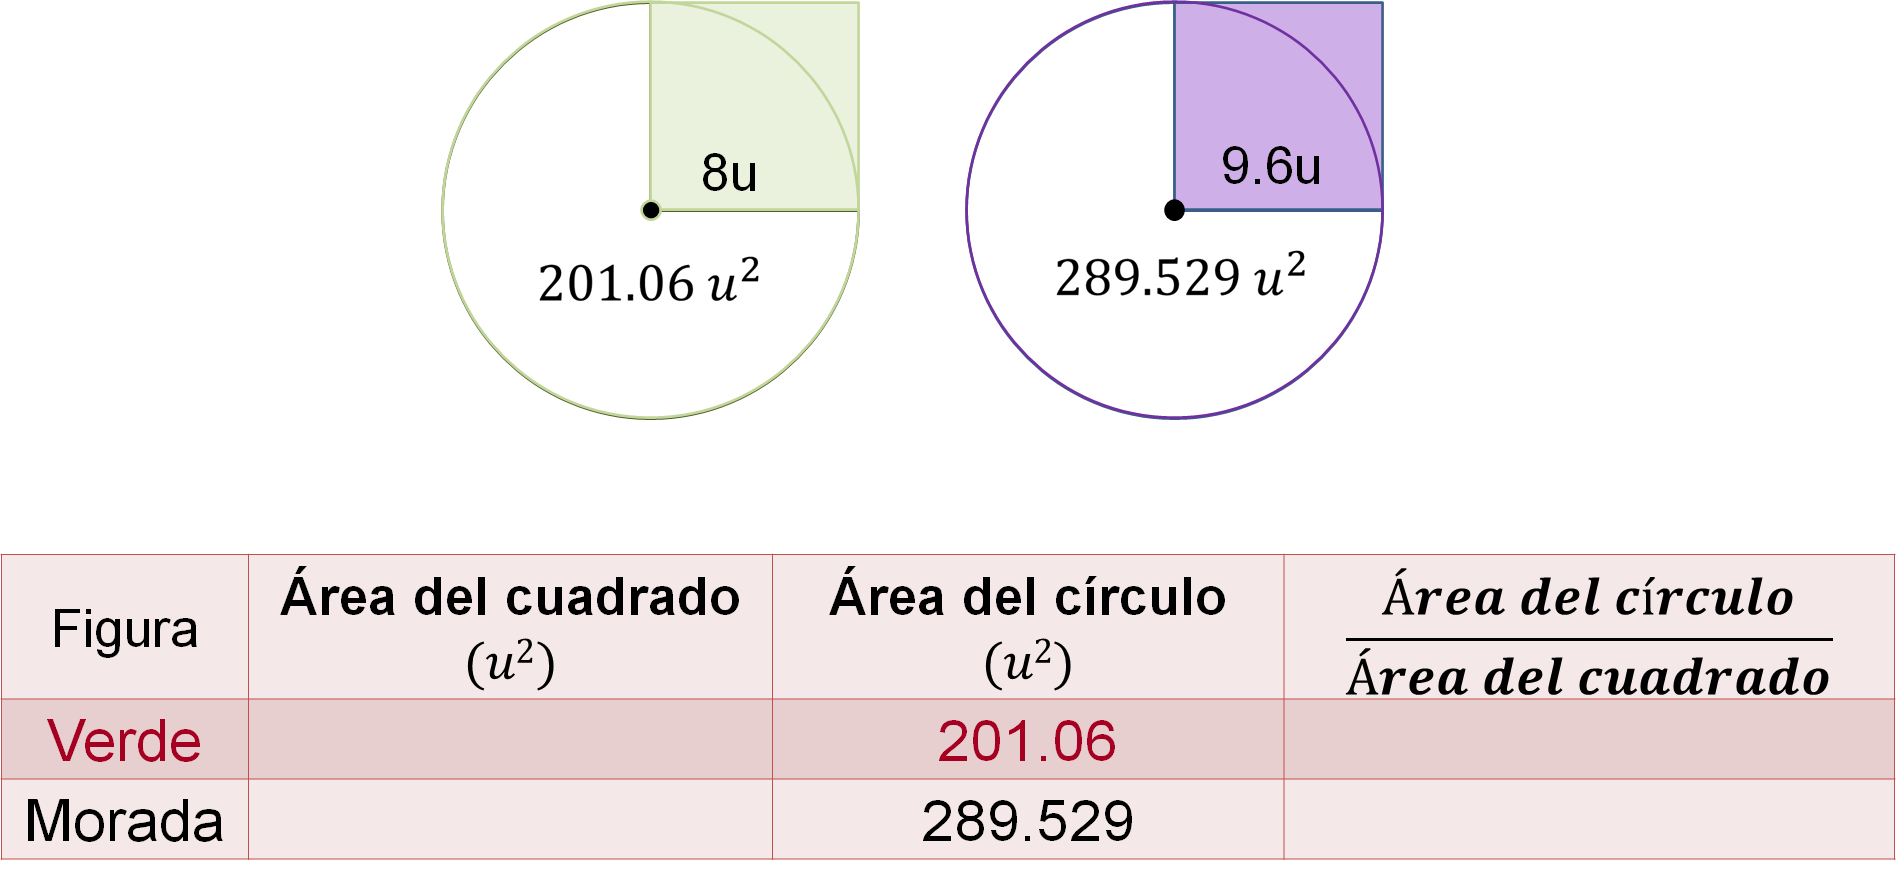 8u
9.6u
201.06 u²
289.529 u²
Figura
Área del cuadrado
(u²)
Área del círculo
(u²)
Área del círculo
Área del cuadrado
Verde
201.06
Morada
289.529